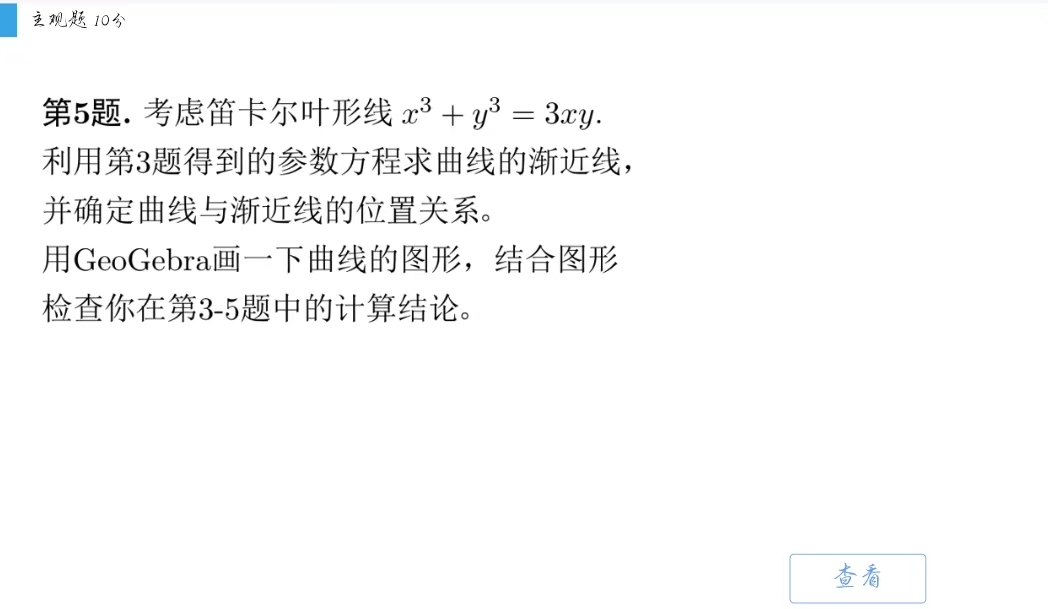 主观题 10分
第5题. 考虑笛卡尔叶形线 x³ + y³ = 3xy.
利用第3题得到的参数方程求曲线的渐近线，
并确定曲线与渐近线的位置关系。
用GeoGebra画一下曲线的图形，结合图形
检查你在第3-5题中的计算结论。
查看